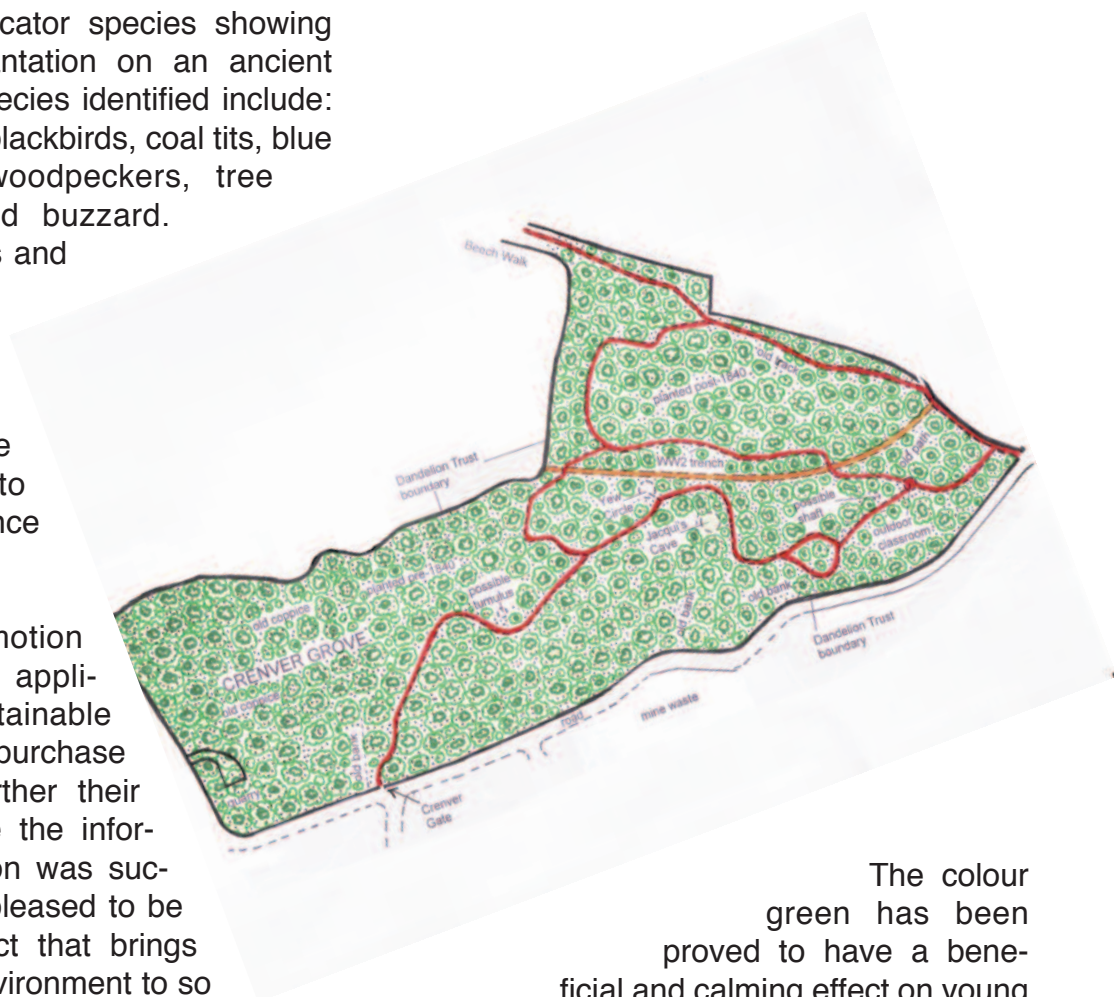 cator species showing
ntation on an ancient
ecies identified include:
lackbirds, coal tits, blue
woodpeckers, tree
d buzzard.
s and
e
to
nce
notion
appli-
tainable
purchase
rther their
e the infor-
on was suc-
leased to be
ct that brings
vironment to so
Beech Walk
old track
planted post-1840
old path
WW2 trench
Dandelion Trust
boundary
Yew
circle
possible
shaft
Jacqui's
Cave
outdoor
classroom
planted pre-1840
possible
tumulus
old bank
old bank
old coppice
CRENVER GROVE
old coppice
Dandelion Trust
boundary
mine waste
road
old bank
quarry
Crenver
Gate
The colour
green has been
proved to have a bene-
ficial and calming effect on young